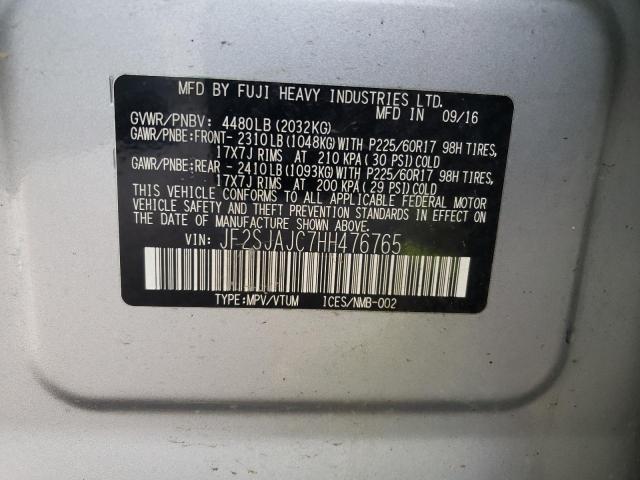 MFD BY FUJI HEAVY INDUSTRIES LTD.
MFD IN 09/16
GVWR/PNBV: 4480LB(2032KG)
GAWR/PNBE:FRONT-2310LB(1048KG)WITH P225/60R17 98H TIRES,
17X7J RIMS AT 210 KPA(30 PSI)COLD
GAWR/PNBE:REAR -2410LB(1093KG)WITH P225/60R17 98H TIRES,
17X7J RIMS AT 200 KPA(29 PSI)COLD
THIS VEHICLE CONFORMS TO ALL APPLICABLE FEDERAL MOTOR
VEHICLE SAFETY AND THEFT PREVENTION STANDARDS IN EFFECT ON
THE DATE OF MANUFACTURE SHOWN ABOVE.
VIN: JF2SJAJC7HH476765
TYPE:MPV/VTUM ICES/NMB-002